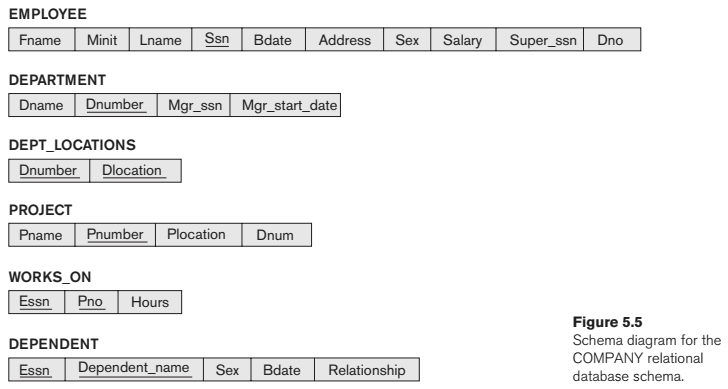 EMPLOYEE
Fname Minit Lname Ssn Bdate Address Sex Salary Super_ssn Dno
DEPARTMENT
Dname Dnumber Mgr_ssn Mgr_start_date
DEPT_LOCATIONS
Dnumber Dlocation
PROJECT
Pname Pnumber Plocation Dnum
WORKS_ON
Essn Pno Hours
DEPENDENT
Essn Dependent_name Sex Bdate Relationship
Figure 5.5
Schema diagram for the
COMPANY relational
database schema.